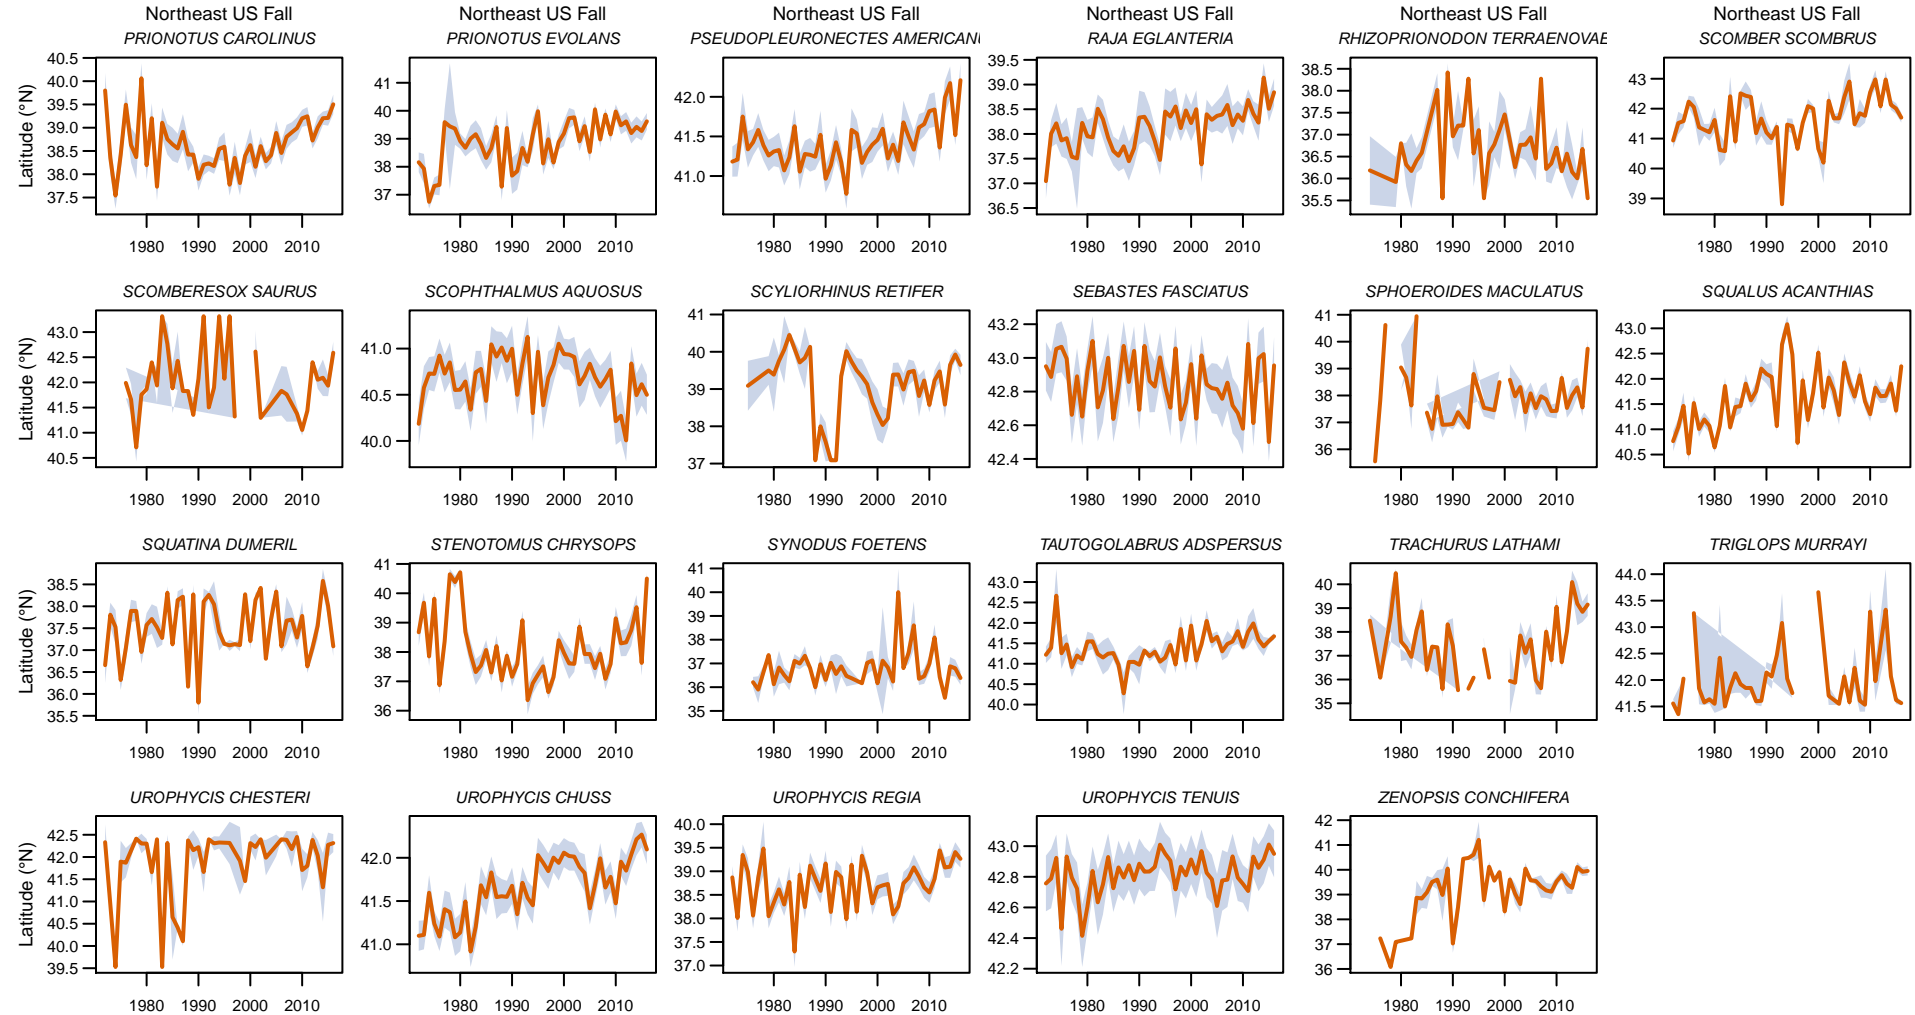 Northeast US Fall Northeast US Fall Northeast US Fall Northeast US Fall Northeast US Fall Northeast US Fall
PRIONOTUS CAROLINUS PRIONOTUS EVOLANS PSEUDOPLEURONECTES AMERICANU RAJA EGLANTERIA RHIZOPRIONODON TERRAENOVAE SCOMBER SCOMBRUS
Latitude (°N)
40.5 40.0 39.5 39.0 38.5 38.0 37.5
41 40 39 38 37
42.0 41.5 41.0
39.5 39.0 38.5 38.0 37.5 37.0 36.5
38.5 38.0 37.5 37.0 36.5 36.0 35.5
43 42 41 40 39
1980 1990 2000 2010 1980 1990 2000 2010 1980 1990 2000 2010 1980 1990 2000 2010 1980 1990 2000 2010 1980 1990 2000 2010
SCOMBERESOX SAURUS SCOPHTHALMUS AQUOSUS SCYLIORHINUS RETIFER SEBASTES FASCIATUS SPHOEROIDES MACULATUS SQUALUS ACANTHIAS
Latitude (°N)
43.0 42.5 42.0 41.5 41.0 40.5
41.0 40.5 40.0
41 40 39 38 37
43.2 43.0 42.8 42.6 42.4
41 40 39 38 37 36
43.0 42.5 42.0 41.5 41.0 40.5
1980 1990 2000 2010 1980 1990 2000 2010 1980 1990 2000 2010 1980 1990 2000 2010 1980 1990 2000 2010 1980 1990 2000 2010
SQUATINA DUMERIL STENOTOMUS CHRYSOPS SYNODUS FOETENS TAUTOGOLABRUS ADSPERSUS TRACHURUS LATHAMI TRIGLOPS MURRAYI
Latitude (°N)
38.5 38.0 37.5 37.0 36.5 36.0 35.5
41 40 39 38 37 36
41 40 39 38 37 36 35
43.0 42.5 42.0 41.5 41.0 40.5 40.0
40 39 38 37 36 35
44.0 43.5 43.0 42.5 42.0 41.5
1980 1990 2000 2010 1980 1990 2000 2010 1980 1990 2000 2010 1980 1990 2000 2010 1980 1990 2000 2010 1980 1990 2000 2010
UROPHYCIS CHESTERI UROPHYCIS CHUSS UROPHYCIS REGIA UROPHYCIS TENUIS ZENOPSIS CONCHIFERA
Latitude (°N)
42.5 42.0 41.5 41.0 40.5 40.0 39.5
42.0 41.5 41.0
40.0 39.5 39.0 38.5 38.0 37.5 37.0
43.0 42.8 42.6 42.4 42.2
42 41 40 39 38 37 36
1980 1990 2000 2010 1980 1990 2000 2010 1980 1990 2000 2010 1980 1990 2000 2010 1980 1990 2000 2010